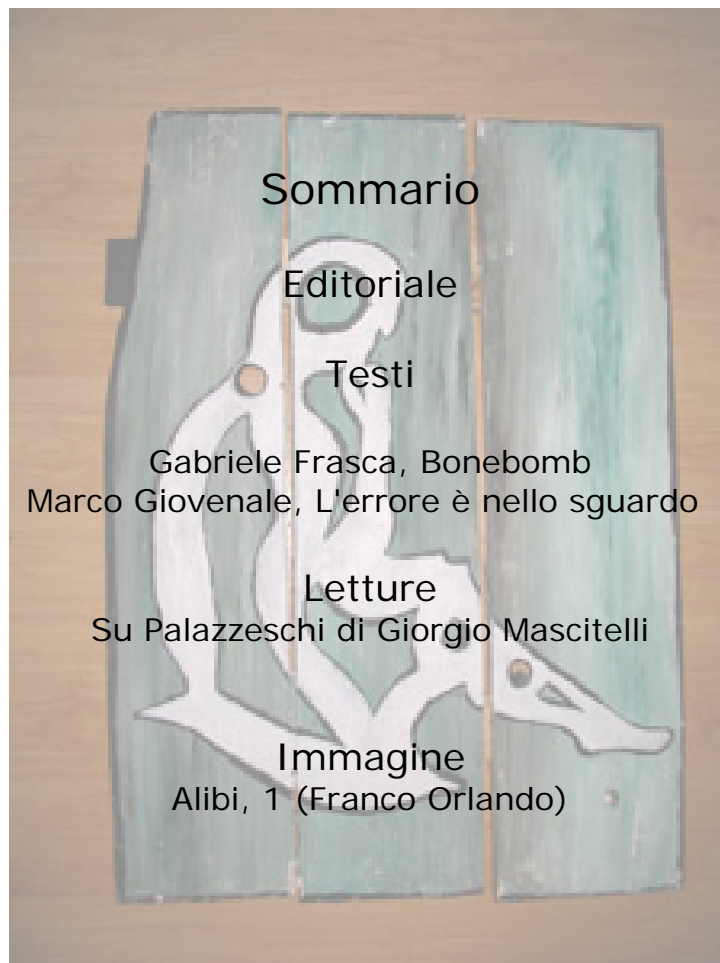 Sommario
Editoriale
Testi
Gabriele Frasca, Bonebomb
Marco Giovenale, L'errore è nello sguardo
Letture
Su Palazzeschi di Giorgio Mascitelli
Immagine
Alibi, 1 (Franco Orlando)